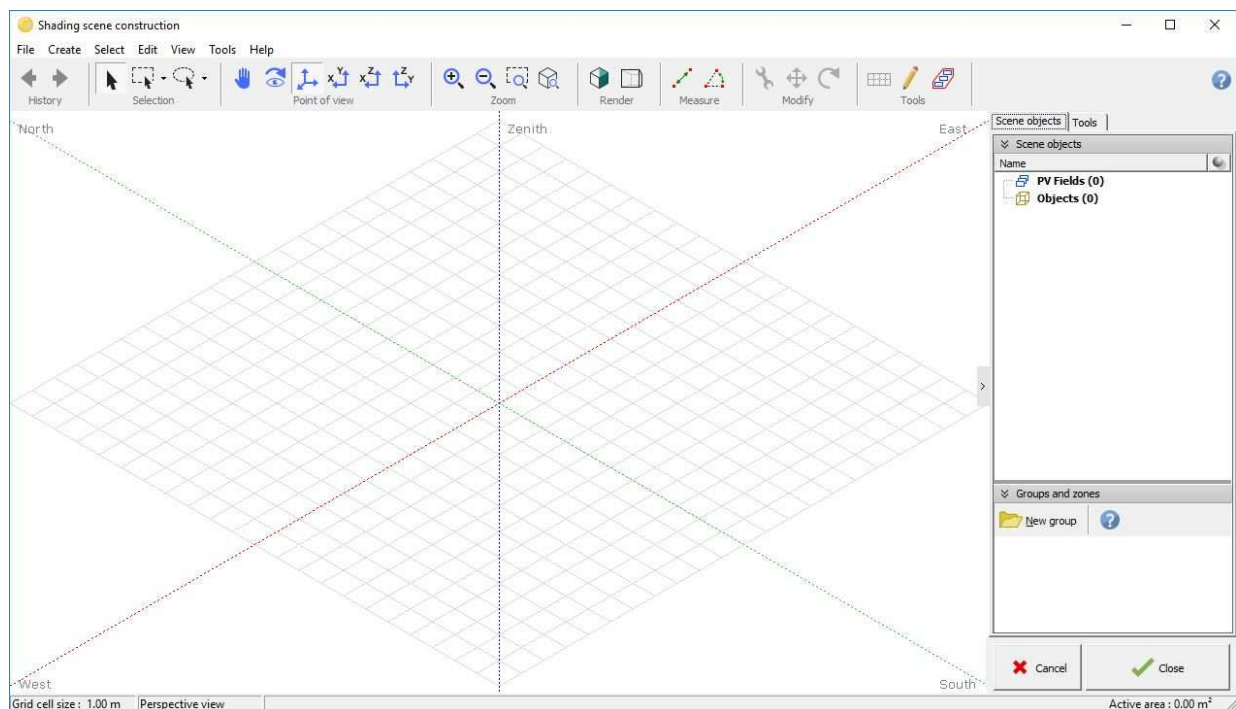 Shading scene construction
File Create Select Edit View Tools Help
X Y X Z Z Y
History Selection Point of view Zoom Render Measure Modify Tools
North Zenith East
Scene objects Tools
Scene objects
Name
PV Fields (0)
Objects (0)
Groups and zones
New group
Cancel Close
West South
Grid cell size : 1.00 m Perspective view Active area : 0.00 m²